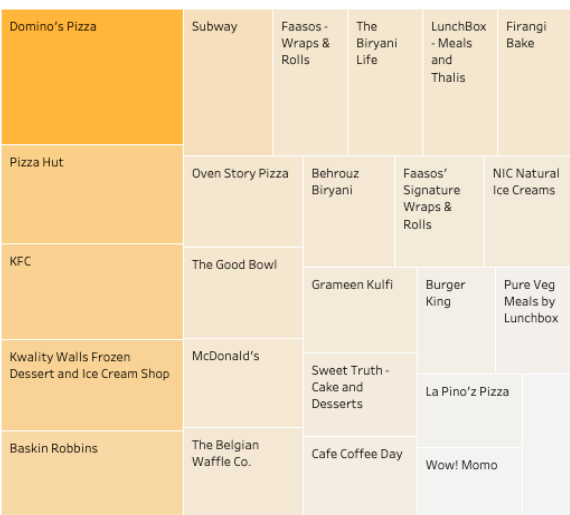 Domino's Pizza
Pizza Hut
KFC
Kwality Walls Frozen
Dessert and Ice Cream Shop
Baskin Robbins
Subway
Faasos -
Wraps &
Rolls
The
Biryani
Life
LunchBox
- Meals
and
Thalis
Firangi
Bake
Oven Story Pizza
The Good Bowl
McDonald's
The Belgian
Waffle Co.
Behrouz
Biryani
Faasos'
Signature
Wraps &
Rolls
NIC Natural
Ice Creams
Grameen Kulfi
Sweet Truth -
Cake and
Desserts
Cafe Coffee Day
Burger
King
Pure Veg
Meals by
Lunchbox
La Pino'z Pizza
Wow! Momo